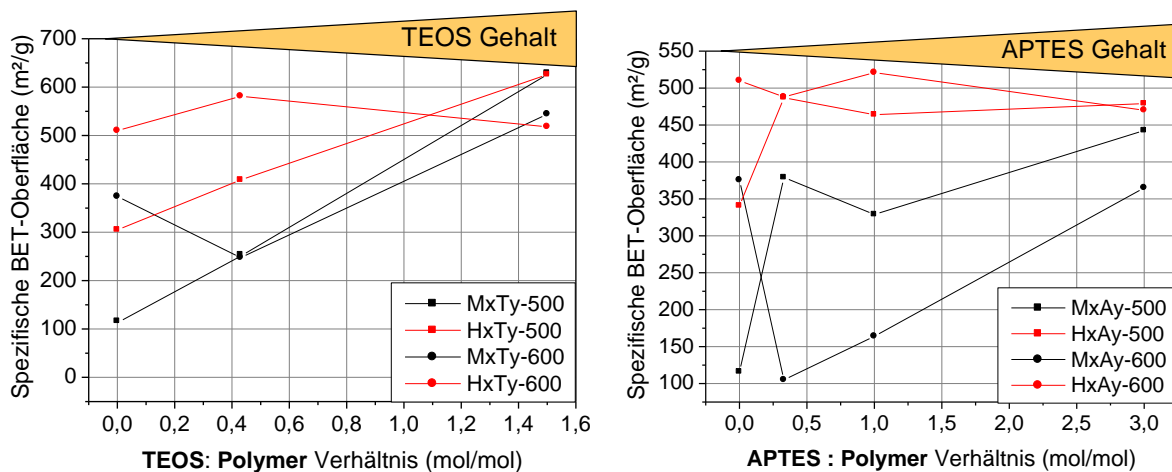 TEOS Gehalt
Spezifische BET-Oberfläche (m²/g)
700
600
500
400
300
200
100
0
0,0 0,2 0,4 0,6 0,8 1,0 1,2 1,4 1,6
MxTy-500
HxTy-500
MxTy-600
HxTy-600
TEOS: Polymer Verhältnis (mol/mol)
APTES Gehalt
Spezifische BET-Oberfläche (m²/g)
550
500
450
400
350
300
250
200
150
100
0,0 0,5 1,0 1,5 2,0 2,5 3,0
MxAy-500
HxAy-500
MxAy-600
HxAy-600
APTES : Polymer Verhältnis (mol/mol)